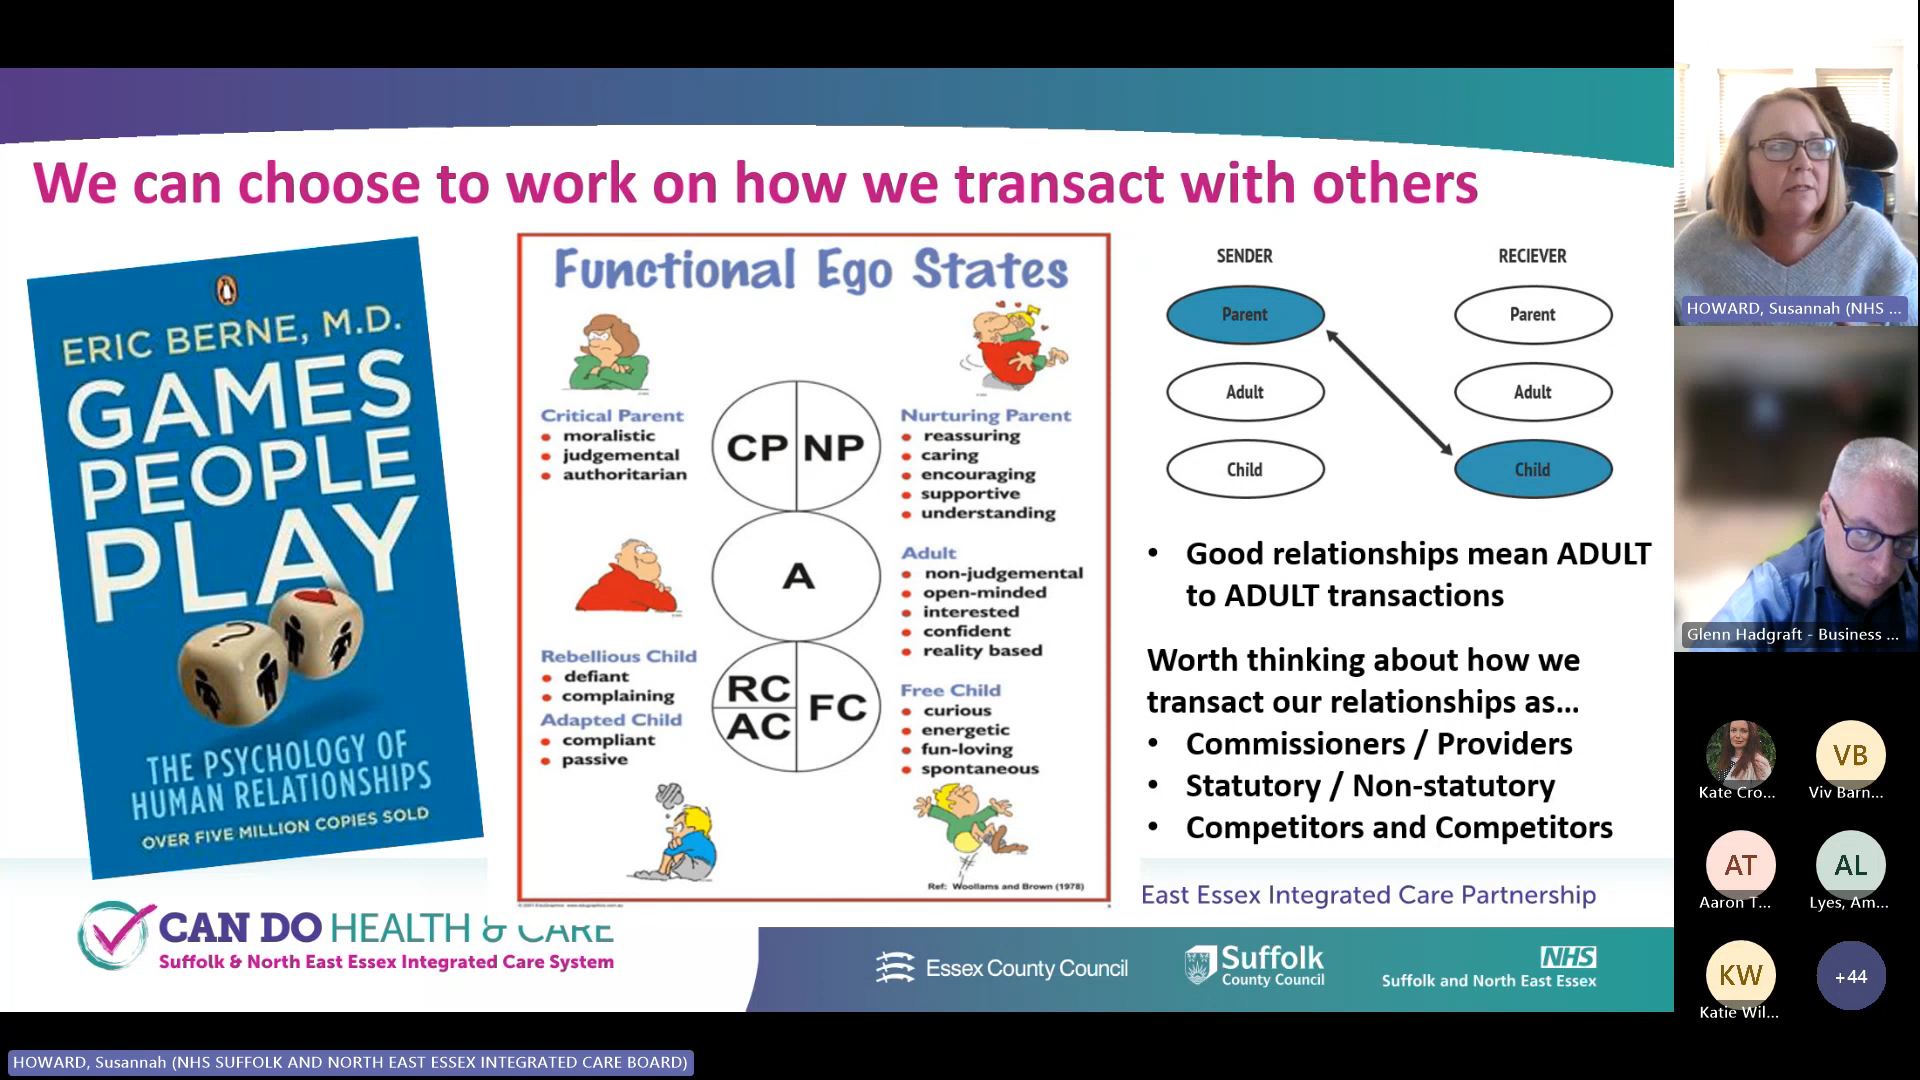 We can choose to work on how we transact with others
ERIC BERNE, M.D.
GAMES
PEOPLE
PLAY
?
THE PSYCHOLOGY OF
HUMAN RELATIONSHIPS
OVER FIVE MILLION COPIES SOLD
Functional Ego States
Critical Parent
moralistic
judgemental
authoritarian
CP NP
Nurturing Parent
reassuring
caring
encouraging
supportive
understanding
A
Adult
non-judgemental
open-minded
interested
confident
reality based
Rebellious Child
defiant
complaining
Adapted Child
compliant
passive
RC
AC
FC
Free Child
curious
energetic
fun-loving
spontaneous
Ref: Woollams and Brown (1978)
SENDER
RECIEVER
Parent
Parent
Adult
Adult
Child
Child
• Good relationships mean ADULT
to ADULT transactions
Worth thinking about how we
transact our relationships as...
• Commissioners / Providers
• Statutory / Non-statutory
• Competitors and Competitors
East Essex Integrated Care Partnership
CAN DO HEALTH & CARE
Suffolk & North East Essex Integrated Care System
Essex County Council
Suffolk
County Council
NHS
Suffolk and North East Essex
HOWARD, Susannah (NHS ...
Glenn Hadgraft - Business ...
Kate Cro...
VB
Viv Barn...
AT
Aaron T...
AL
Lyes, Am...
KW
Katie Wil...
+44
HOWARD, Susannah (NHS SUFFOLK AND NORTH EAST ESSEX INTEGRATED CARE BOARD)